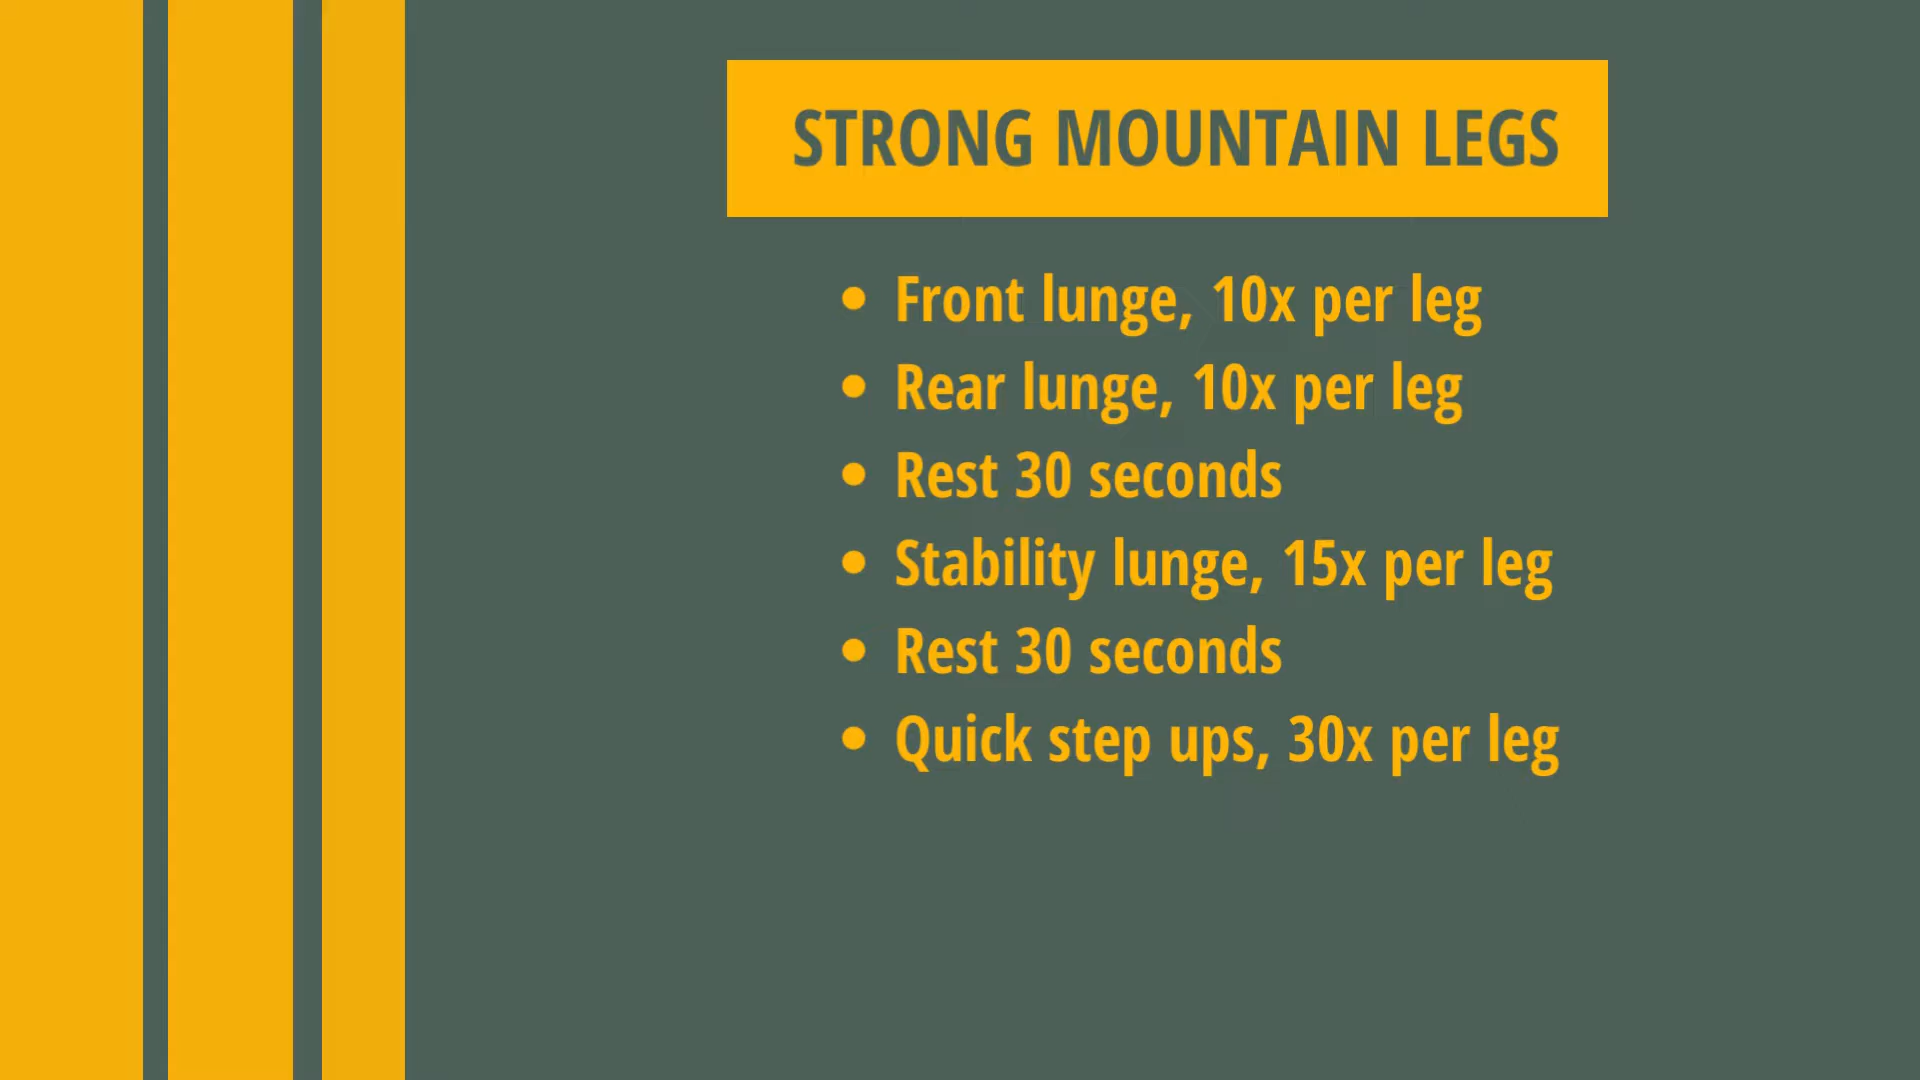 STRONG MOUNTAIN LEGS
• Front lunge, 10x per leg
• Rear lunge, 10x per leg
• Rest 30 seconds
• Stability lunge, 15x per leg
• Rest 30 seconds
• Quick step ups, 30x per leg